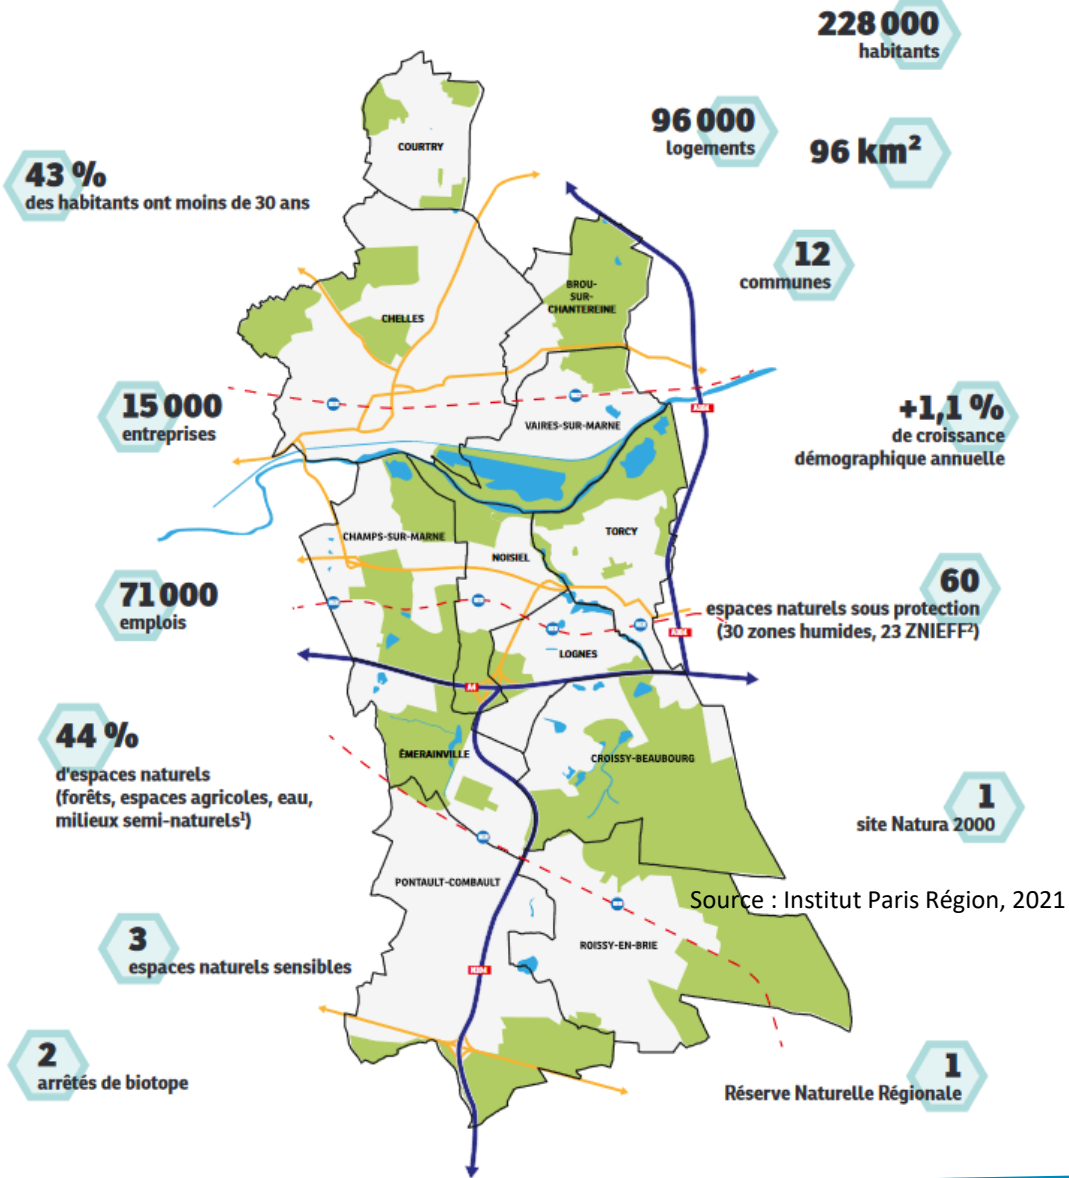 228 000
habitants
96 000
logements
96 km²
COURTRY
43 %
des habitants ont moins de 30 ans
12
communes
BROU-
SUR-
CHANTEREINE
CHELLES
15 000
entreprises
+1,1 %
de croissance
démographique annuelle
VAIRES-SUR-MARNE
CHAMPS-SUR-MARNE
NOISIEL
TORCY
71 000
emplois
60
espaces naturels sous protection
(30 zones humides, 23 ZNIEFF²)
LOGNES
A4
44 %
d'espaces naturels
(forêts, espaces agricoles, eau,
milieux semi-naturels¹)
ÉMERAINVILLE
CROISSY-BEAUBOURG
1
site Natura 2000
PONTAULT-COMBAULT
Source : Institut Paris Région, 2021
3
espaces naturels sensibles
ROISSY-EN-BRIE
N104
2
arrêtés de biotope
1
Réserve Naturelle Régionale